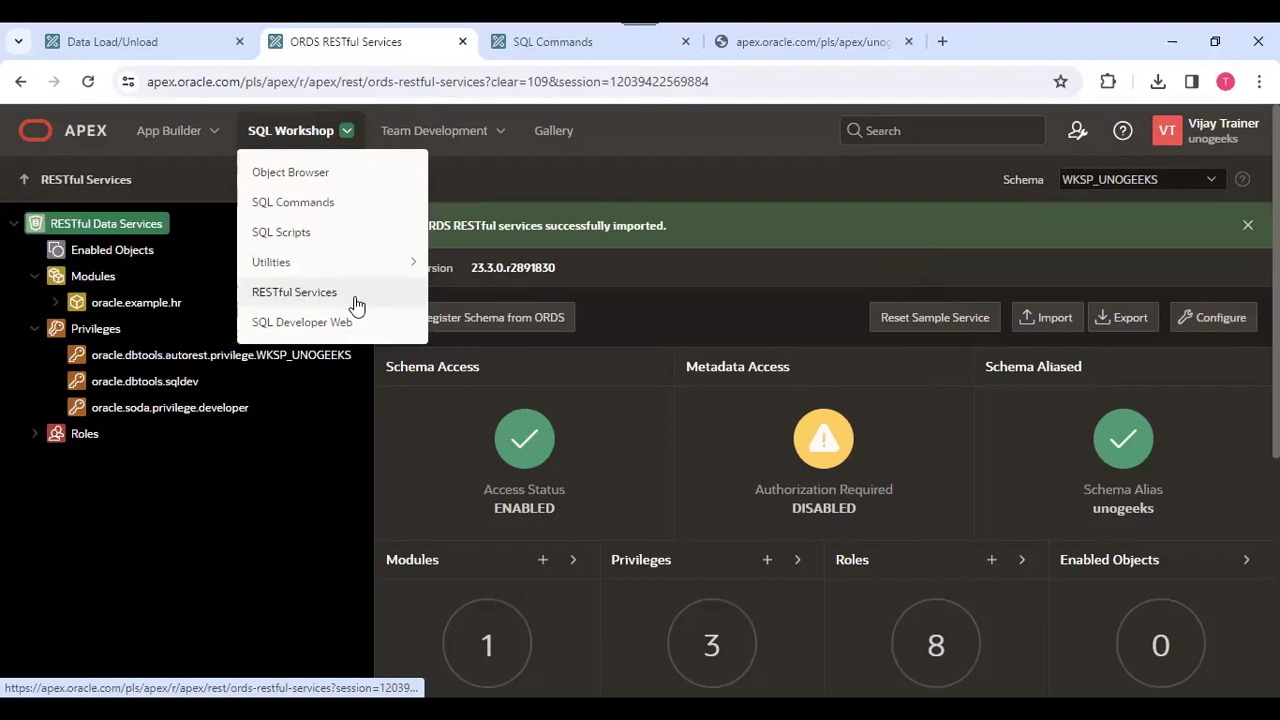 Data Load/Unload
ORDS RESTful Services
SQL Commands
apex.oracle.com/pls/apex/unog
apex.oracle.com/pls/apex/r/apex/rest/ords-restful-services?clear=109&session=12039422569884
T
APEX
App Builder
SQL Workshop
Team Development
Gallery
Search
VT
Vijay Trainer
unogeeks
RESTful Services
Schema
WKSP_UNOGEEKS
Object Browser
SQL Commands
SQL Scripts
Utilities
RESTful Services
SQL Developer Web
RESTful Data Services
Enabled Objects
Modules
oracle.example.hr
Privileges
oracle.dbtools.autorest.privilege.WKSP_UNOGEEKS
oracle.dbtools.sqldev
oracle.soda.privilege.developer
Roles
ORDS RESTful services successfully imported.
rsion 23.3.0.r2891830
egister Schema from ORDS
Reset Sample Service
Import
Export
Configure
Schema Access
Metadata Access
Schema Aliased
Access Status
ENABLED
Authorization Required
DISABLED
Schema Alias
unogeeks
Modules
Privileges
Roles
Enabled Objects
1
3
8
0
https://apex.oracle.com/pls/apex/r/apex/rest/ords-restful-services?session=12039...